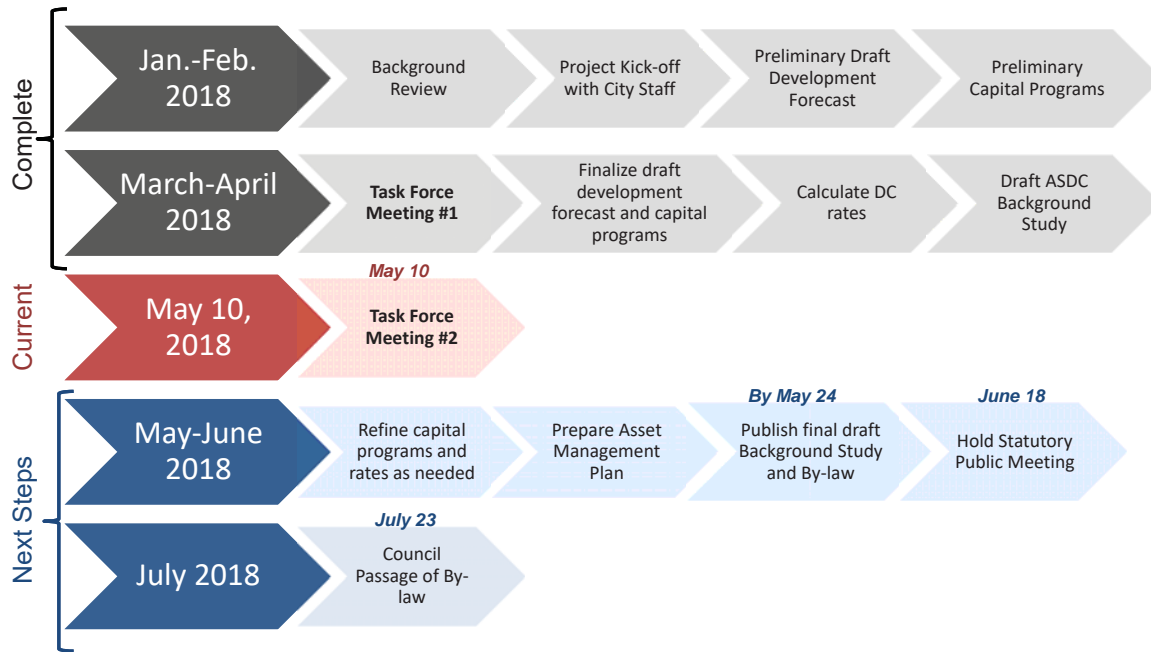 Complete
Jan.-Feb.
2018
Background
Review
Project Kick-off
with City Staff
Preliminary Draft
Development
Forecast
Preliminary
Capital Programs
March-April
2018
Task Force
Meeting #1
Finalize draft
development
forecast and capital
programs
Calculate DC
rates
Draft ASDC
Background
Study
Current
May 10,
2018
May 10
Task Force
Meeting #2
Next Steps
May-June
2018
Refine capital
programs and
rates as needed
Prepare Asset
Management
Plan
By May 24
Publish final draft
Background Study
and By-law
June 18
Hold Statutory
Public Meeting
July 2018
July 23
Council
Passage of By-
law